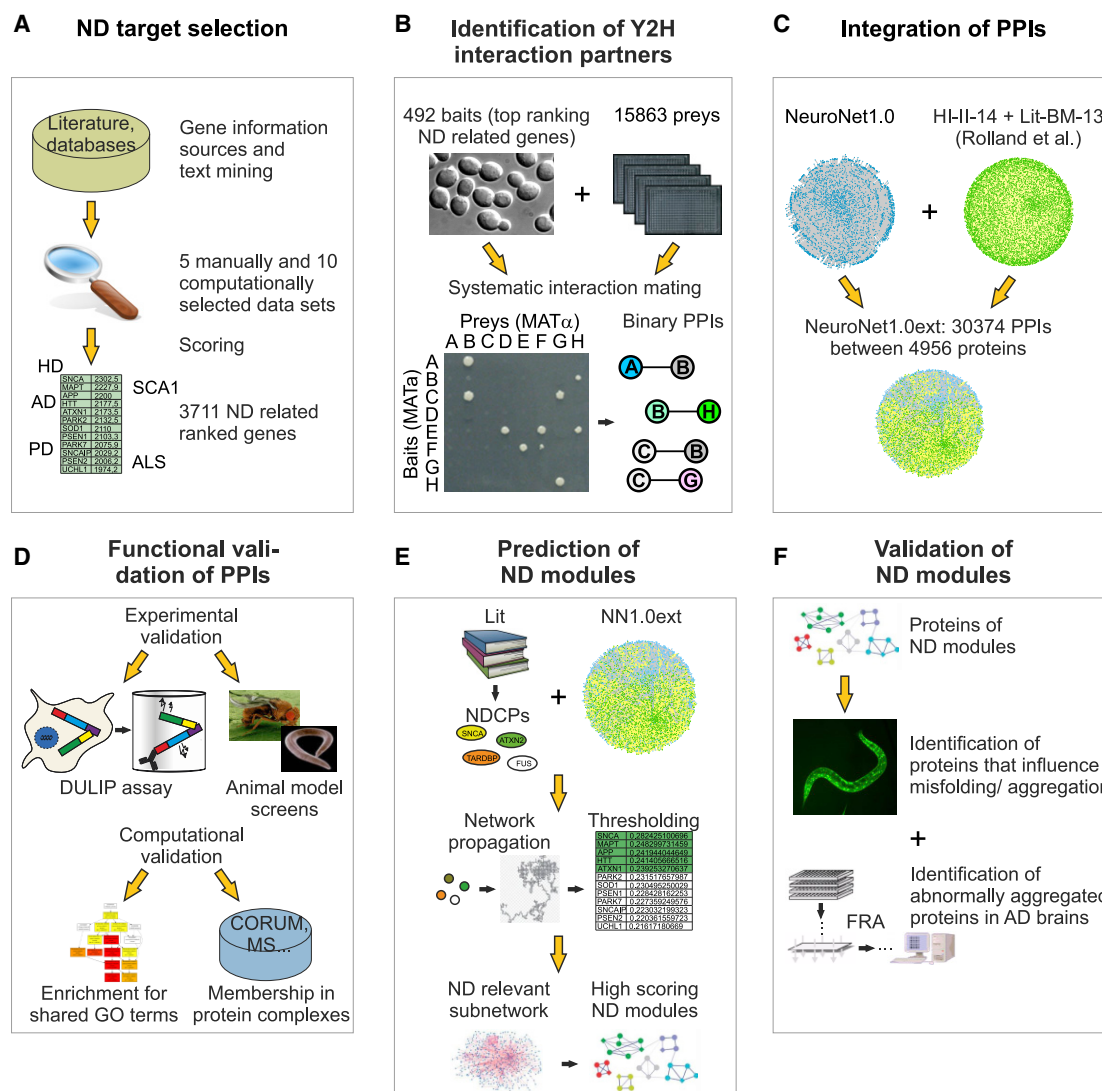 A
ND target selection
Literature,
databases
Gene information
sources and
text mining
5 manually and 10
computationally
selected data sets
Scoring
HD
AD
PD
SCA1
ALS
SNCA 2302,5
MAPT 2227,9
APP 2200
HTT 2177,5
ATXN1 2173,5
PARK2 2132,5
SOD1 2110
PSEN1 2103,3
PARK7 2075,9
SNCAIP 2029,2
PSEN2 2006,2
UCHL1 1974,2
3711 ND related
ranked genes
B
Identification of Y2H
interaction partners
492 baits (top ranking
ND related genes)
15863 preys
+
Systematic interaction mating
Preys (MATα)
A B C D E F G H
Baits (MATa)
A
B
C
D
E
F
G
H
Binary PPIs
A B
B H
C B
C G
C
Integration of PPIs
NeuroNet1.0
HI-II-14 + Lit-BM-13
(Rolland et al.)
+
NeuroNet1.0ext: 30374 PPIs
between 4956 proteins
D
Functional vali-
dation of PPIs
Experimental
validation
DULIP assay
Animal model
screens
Computational
validation
CORUM,
MS...
Enrichment for
shared GO terms
Membership in
protein complexes
E
Prediction of
ND modules
Lit
NN1.0ext
+
NDCPs
SNCA
ATXN2
TARDBP
FUS
Network
propagation
Thresholding
SNCA 0.282425100696
MAPT 0.248299731459
APP 0.241944044649
HTT 0.241405666516
ATXN1 0.239253270637
PARK2 0.231517657987
SOD1 0.230495250029
PSEN1 0.228428162253
PARK7 0.227359249576
SNCAIP 0.223032199323
PSEN2 0.220361559723
UCHL1 0.21617180669
ND relevant
subnetwork
High scoring
ND modules
F
Validation of
ND modules
Proteins of
ND modules
Identification of
proteins that influence
misfolding/ aggregation
+
Identification of
abnormally aggregated
proteins in AD brains
FRA
...